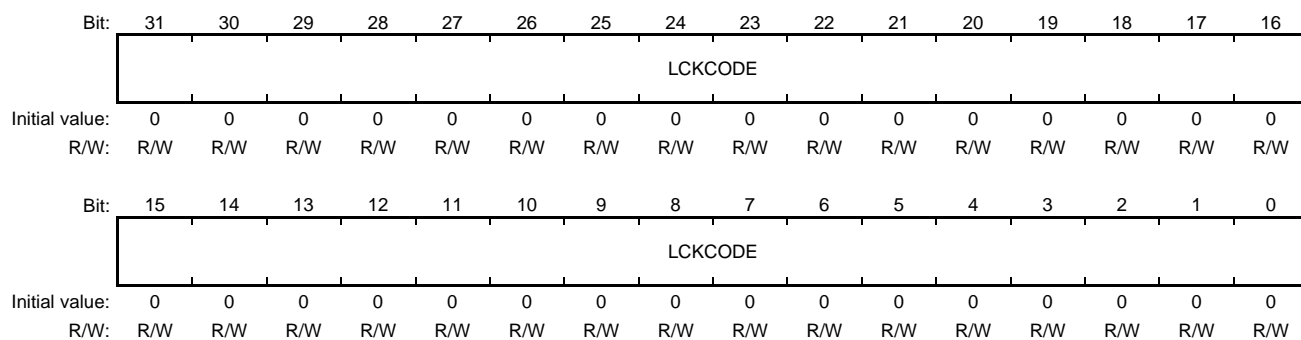 Bit: 31 30 29 28 27 26 25 24 23 22 21 20 19 18 17 16
LCKCODE
Initial value: 0 0 0 0 0 0 0 0 0 0 0 0 0 0 0 0
R/W: R/W R/W R/W R/W R/W R/W R/W R/W R/W R/W R/W R/W R/W R/W R/W R/W
Bit: 15 14 13 12 11 10 9 8 7 6 5 4 3 2 1 0
LCKCODE
Initial value: 0 0 0 0 0 0 0 0 0 0 0 0 0 0 0 0
R/W: R/W R/W R/W R/W R/W R/W R/W R/W R/W R/W R/W R/W R/W R/W R/W R/W